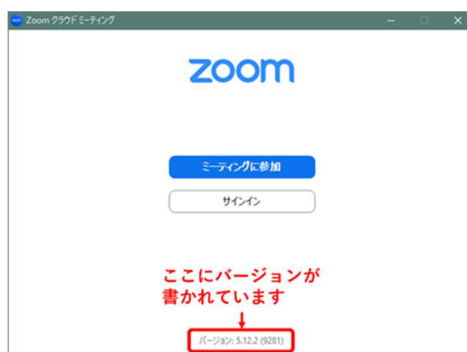 Zoom クラウド ミーティング
zoom
ミーティングに参加
サインイン
ここにバージョンが
書かれています
バージョン: 5.12.2 (9281)